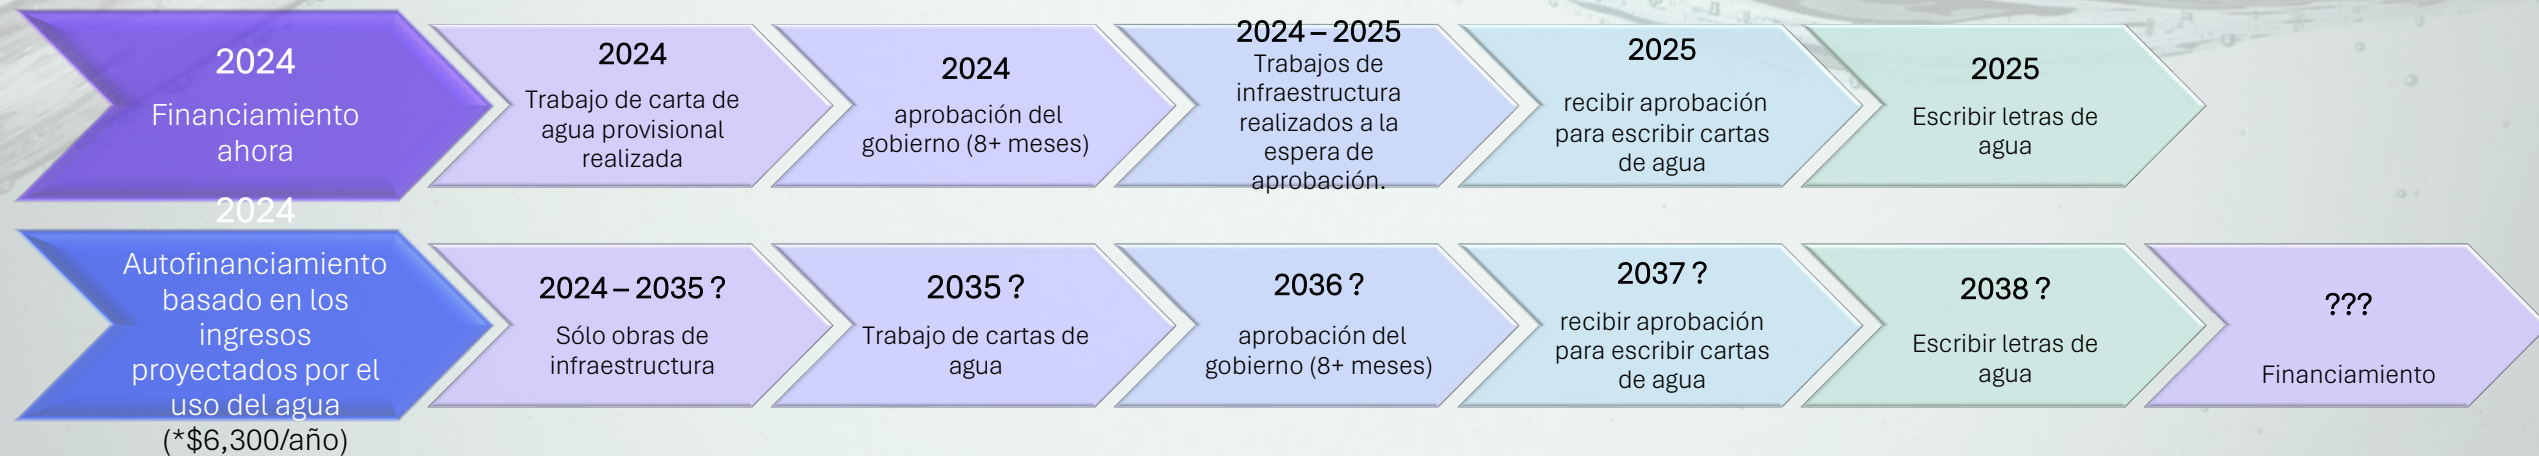 2024
Financiamiento
ahora
2024
Trabajo de carta de
agua provisional
realizada
2024
aprobación del
gobierno (8+ meses)
2024 – 2025
Trabajos de
infraestructura
realizados a la
espera de
aprobación.
2025
recibir aprobación
para escribir cartas
de agua
2025
Escribir letras de
agua
2024
Autofinanciamiento
basado en los
ingresos
proyectados por el
uso del agua
(*$6,300/año)
2024 – 2035 ?
Sólo obras de
infraestructura
2035 ?
Trabajo de cartas de
agua
2036 ?
aprobación del
gobierno (8+ meses)
2037 ?
recibir aprobación
para escribir cartas
de agua
2038 ?
Escribir letras de
agua
???
Financiamiento